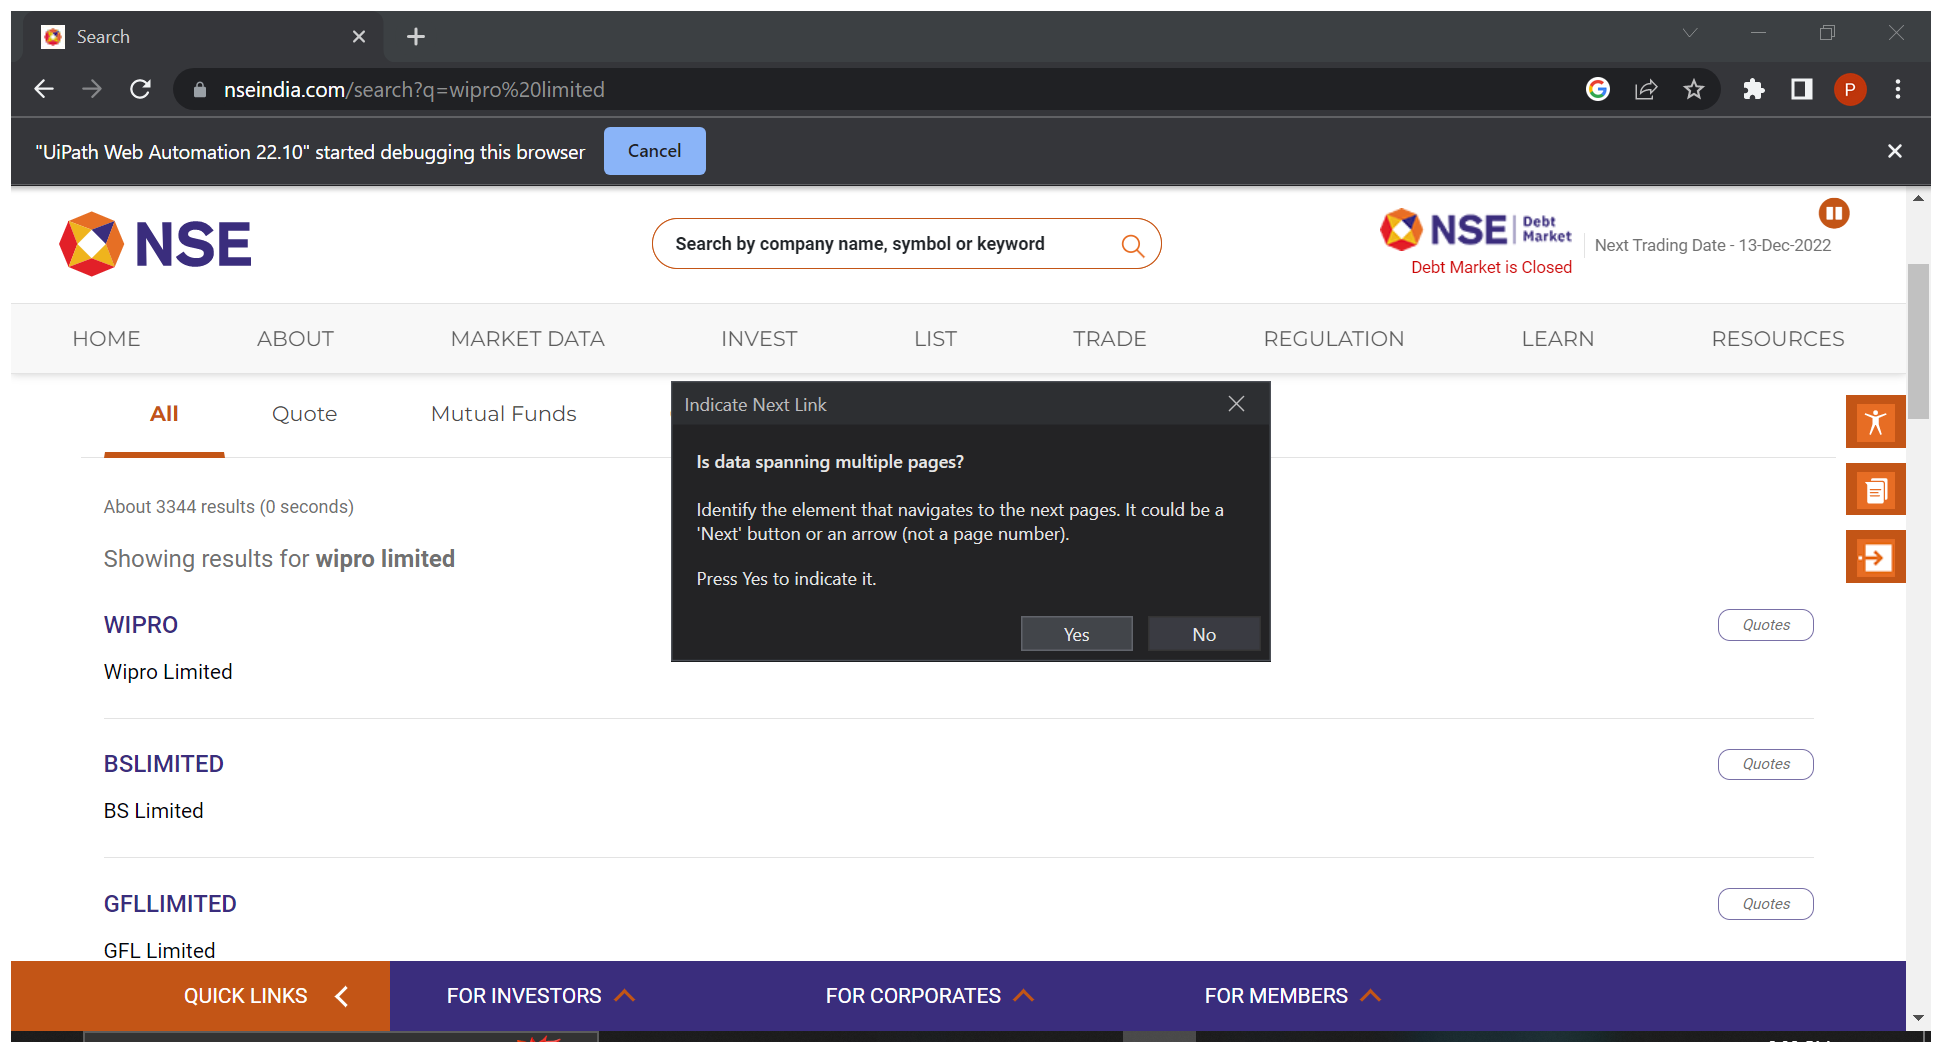 Search
nseindia.com/search?q=wipro%20limited
P
"UiPath Web Automation 22.10" started debugging this browser
Cancel
NSE
Search by company name, symbol or keyword
NSE Debt Market
Debt Market is Closed
Next Trading Date - 13-Dec-2022
HOME
ABOUT
MARKET DATA
INVEST
LIST
TRADE
REGULATION
LEARN
RESOURCES
All
Quote
Mutual Funds
Indicate Next Link
Is data spanning multiple pages?
Identify the element that navigates to the next pages. It could be a
'Next' button or an arrow (not a page number).
Press Yes to indicate it.
Yes
No
About 3344 results (0 seconds)
Showing results for wipro limited
WIPRO
Quotes
Wipro Limited
BSLIMITED
Quotes
BS Limited
GFLLIMITED
Quotes
GFL Limited
QUICK LINKS
FOR INVESTORS
FOR CORPORATES
FOR MEMBERS